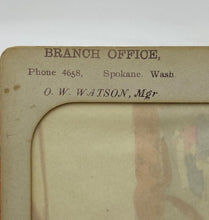 BRANCH OFFICE,
Phone 4658, Spokane, Wash
O. W. WATSON, Mgr